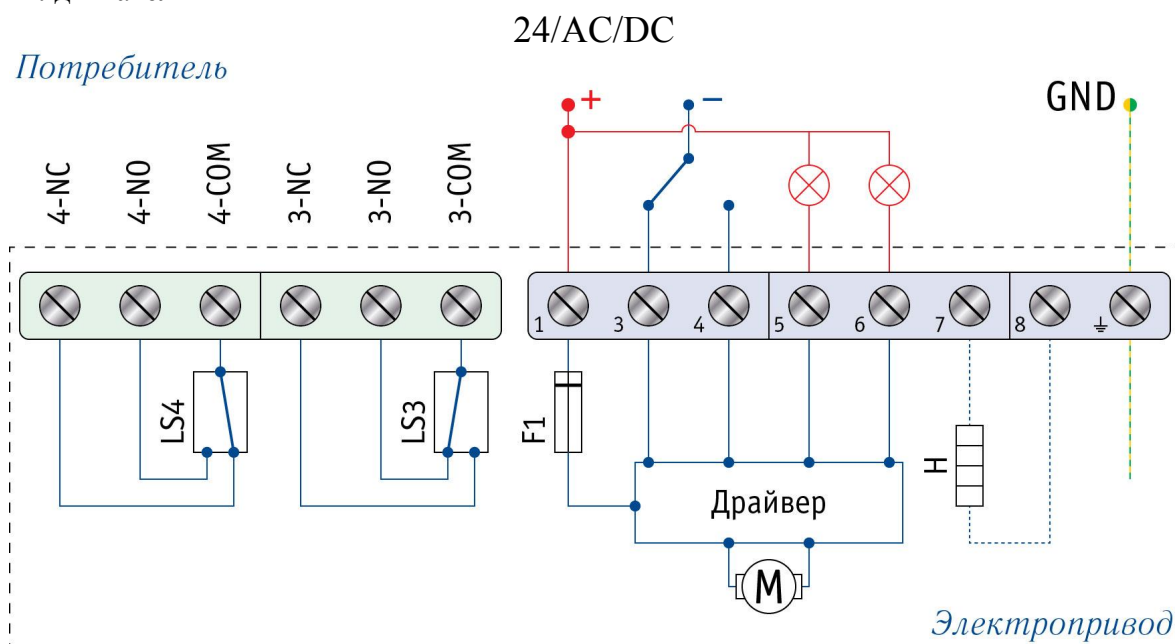 24/AC/DC
Потребитель
+
−
GND
4-NC
4-NO
4-COM
3-NC
3-NO
3-COM
1
3
4
5
6
7
8
LS4
LS3
F1
H
Драйвер
M
Электропривод